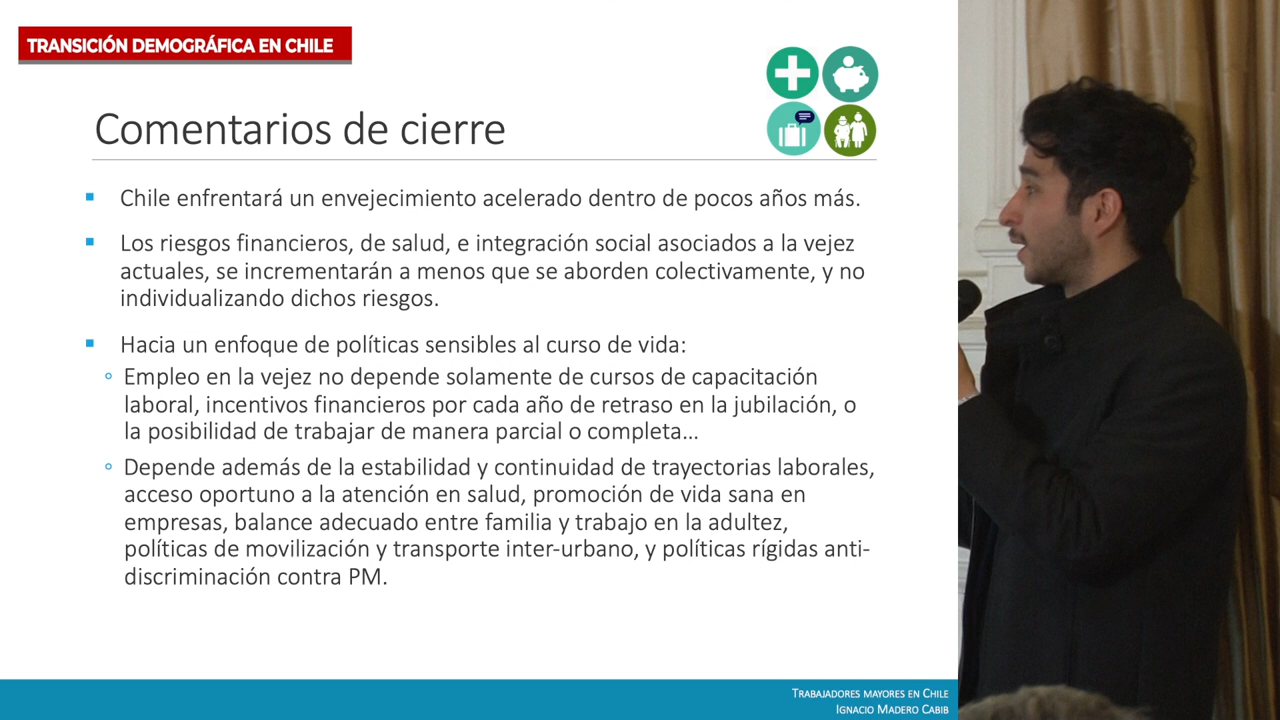 TRANSICIÓN DEMOGRÁFICA EN CHILE
Comentarios de cierre
Chile enfrentará un envejecimiento acelerado dentro de pocos años más.
Los riesgos financieros, de salud, e integración social asociados a la vejez
actuales, se incrementarán a menos que se aborden colectivamente, y no
individualizando dichos riesgos.
Hacia un enfoque de políticas sensibles al curso de vida:
Empleo en la vejez no depende solamente de cursos de capacitación
laboral, incentivos financieros por cada año de retraso en la jubilación, o
la posibilidad de trabajar de manera parcial o completa...
Depende además de la estabilidad y continuidad de trayectorias laborales,
acceso oportuno a la atención en salud, promoción de vida sana en
empresas, balance adecuado entre familia y trabajo en la adultez,
políticas de movilización y transporte inter-urbano, y políticas rígidas anti-
discriminación contra PM.
TRABAJADORES MAYORES EN CHILE
IGNACIO MADERO CABIB